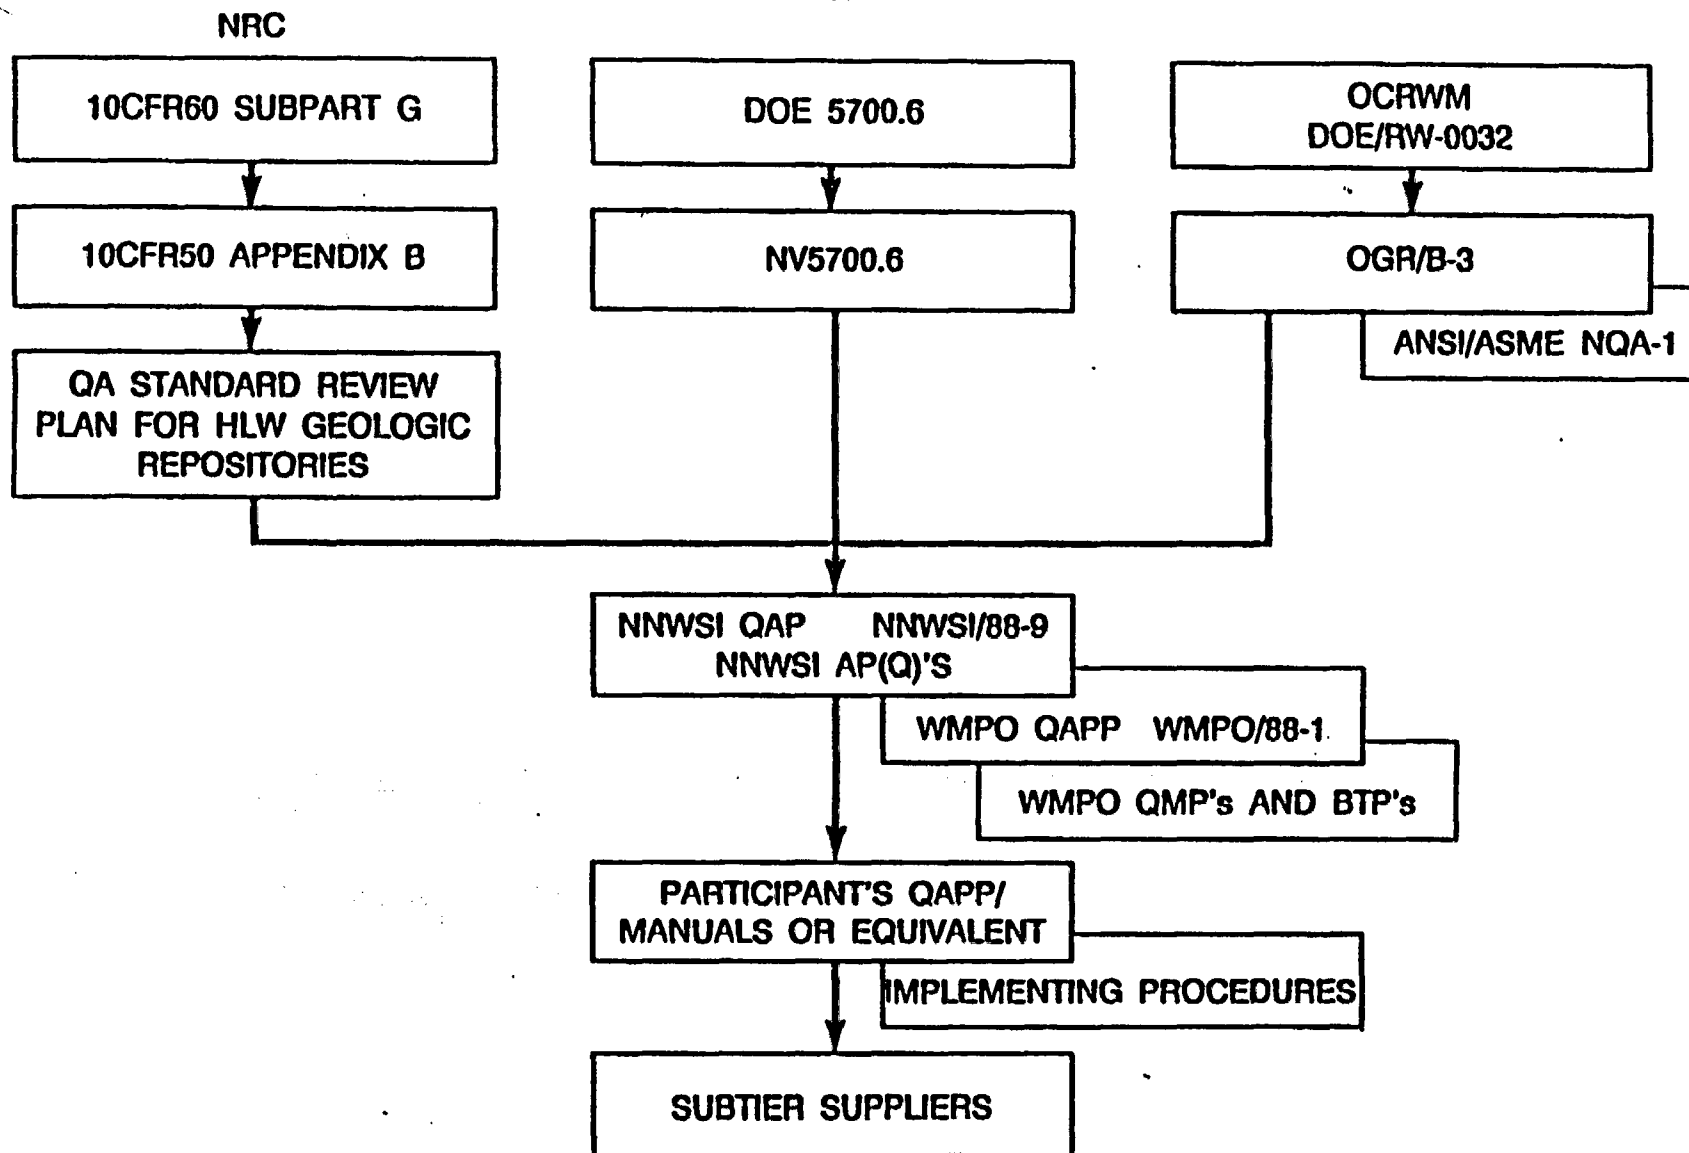 NRC
10CFR60 SUBPART G
DOE 5700.6
OCRWM
DOE/RW-0032
10CFR50 APPENDIX B
NV5700.6
OGR/B-3
ANSI/ASME NQA-1
QA STANDARD REVIEW
PLAN FOR HLW GEOLOGIC
REPOSITORIES
NNWSI QAP NNWSI/88-9
NNWSI AP(Q)'S
WMPO QAPP WMPO/88-1
WMPO QMP's AND BTP's
PARTICIPANT'S QAPP/
MANUALS OR EQUIVALENT
IMPLEMENTING PROCEDURES
SUBTIER SUPPLIERS